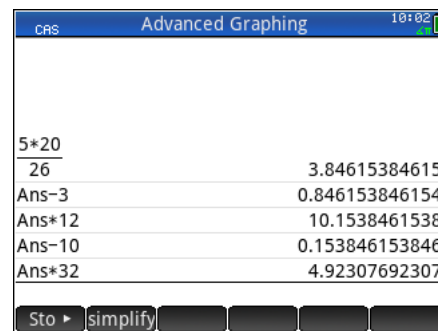 CAS Advanced Graphing 10:02
∠π
5*20
26 3.84615384615
Ans-3 0.846153846154
Ans*12 10.1538461538
Ans-10 0.153846153846
Ans*32 4.92307692307
Sto ► simplify